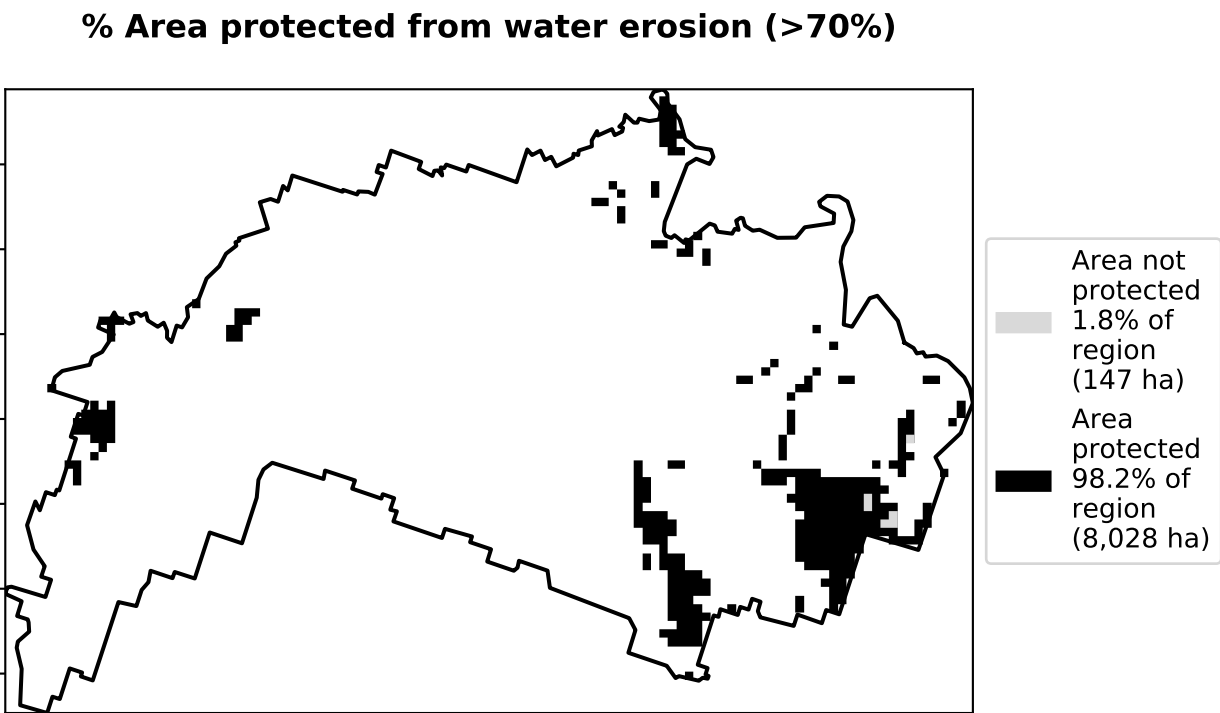 % Area protected from water erosion (>70%)
Area not
protected
1.8% of
region
(147 ha)
Area
protected
98.2% of
region
(8,028 ha)